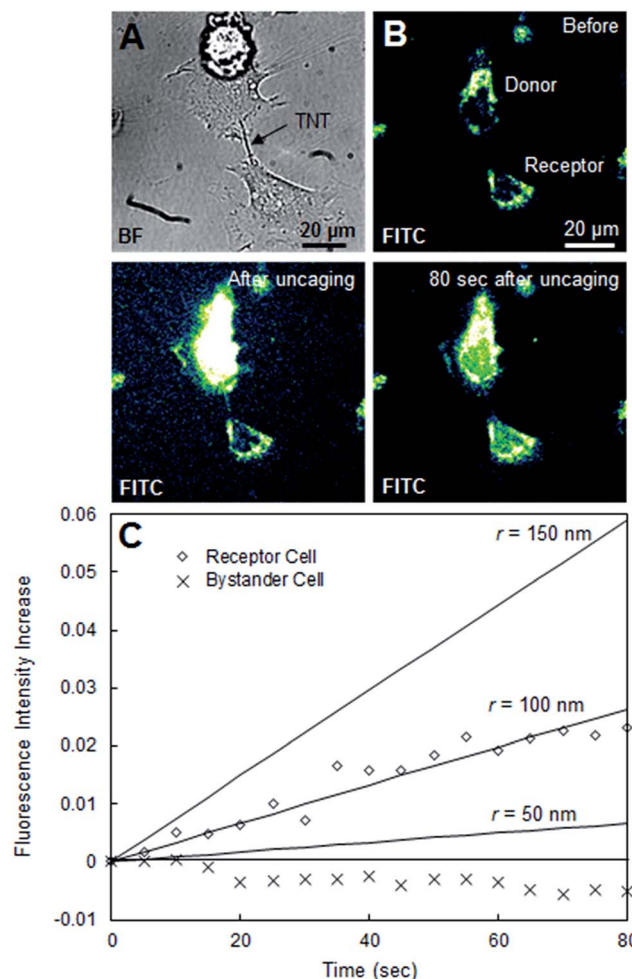 A
TNT
BF
20 µm
B
Before
Donor
Receptor
FITC
20 µm
After uncaging
FITC
80 sec after uncaging
FITC
C
Receptor Cell
Bystander Cell
r = 150 nm
r = 100 nm
r = 50 nm
Fluorescence Intensity Increase
0.06
0.05
0.04
0.03
0.02
0.01
0
-0.01
0
20
40
60
80
Time (sec)